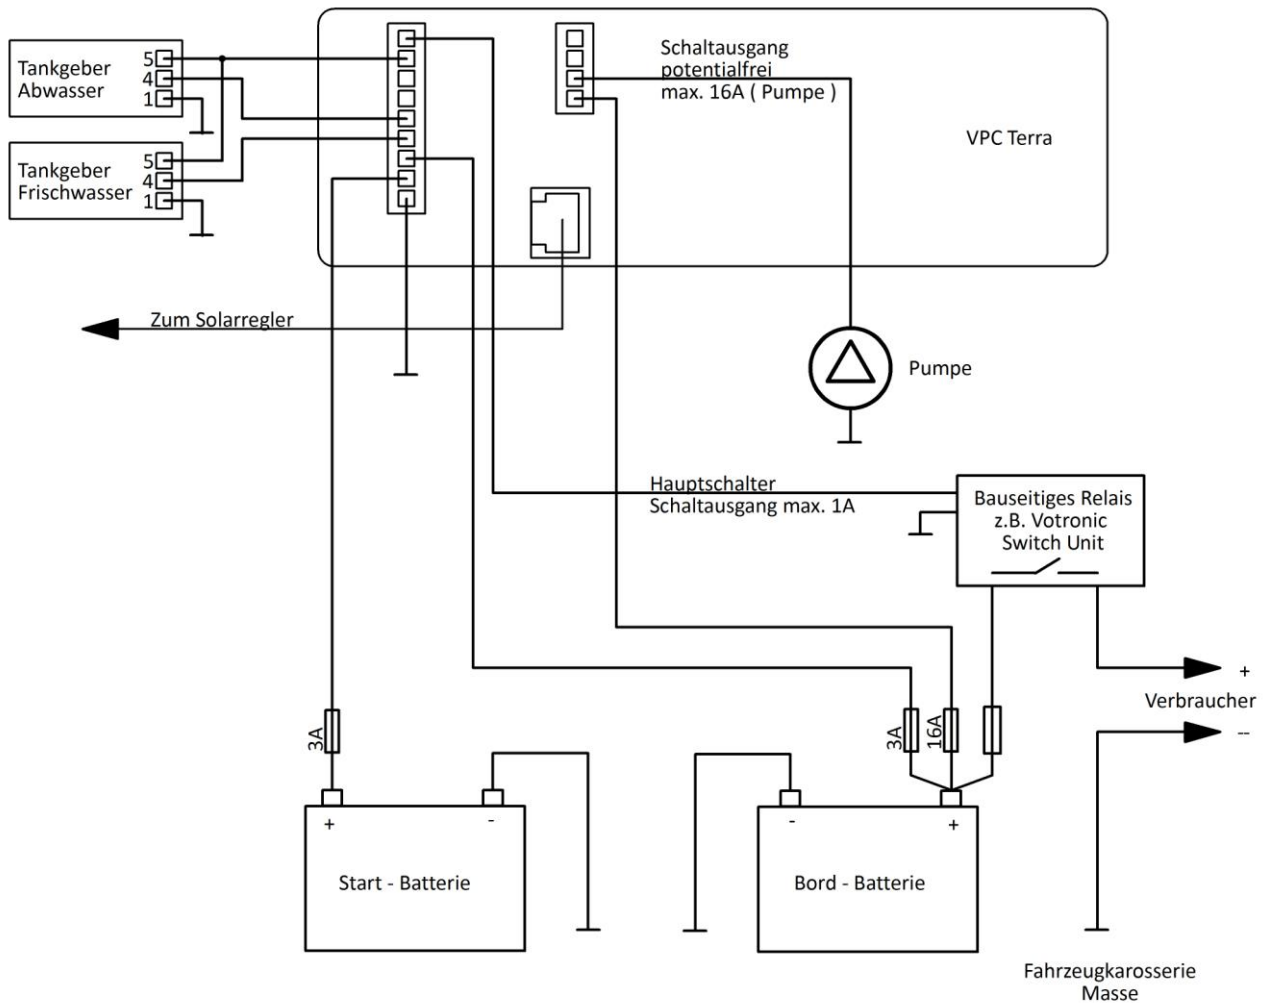 Tankgeber
Abwasser
5
4
1
Tankgeber
Frischwasser
5
4
1
Schaltausgang
potentialfrei
max. 16A ( Pumpe )
VPC Terra
Zum Solarregler
Pumpe
Hauptschalter
Schaltausgang max. 1A
Bauseitiges Relais
z.B. Votronic
Switch Unit
+
Verbraucher
--
3A
3A
16A
+ -
Start - Batterie
- +
Bord - Batterie
Fahrzeugkarosserie
Masse